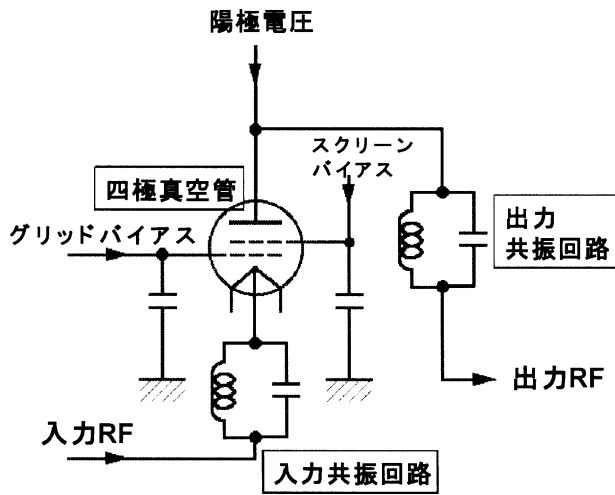 陽極電圧
スクリーン
バイアス
四極真空管
グリッドバイアス
出力
共振回路
出力RF
入力RF
入力共振回路